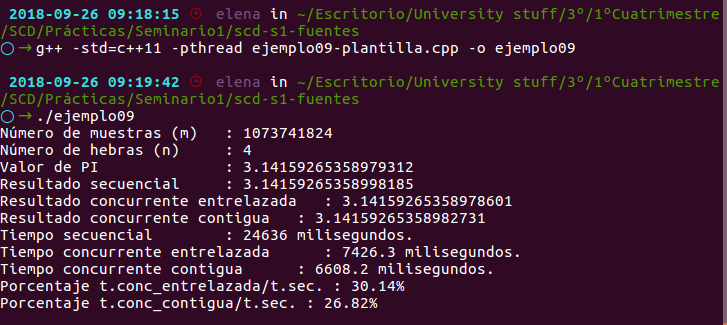 2018-09-26 09:18:15 elena in ~/Escritorio/University stuff/3º/1ºCuatrimestre
/SCD/Prácticas/Seminario1/scd-s1-fuentes
○ → g++ -std=c++11 -pthread ejemplo09-plantilla.cpp -o ejemplo09
2018-09-26 09:19:42 elena in ~/Escritorio/University stuff/3º/1ºCuatrimestre
/SCD/Prácticas/Seminario1/scd-s1-fuentes
○ → ./ejemplo09
Número de muestras (m) : 1073741824
Número de hebras (n) : 4
Valor de PI : 3.14159265358979312
Resultado secuencial : 3.14159265358998185
Resultado concurrente entrelazada : 3.14159265358978601
Resultado concurrente contigua : 3.14159265358982731
Tiempo secuencial : 24636 milisegundos.
Tiempo concurrente entrelazada : 7426.3 milisegundos.
Tiempo concurrente contigua : 6608.2 milisegundos.
Porcentaje t.conc_entrelazada/t.sec. : 30.14%
Porcentaje t.conc_contigua/t.sec. : 26.82%